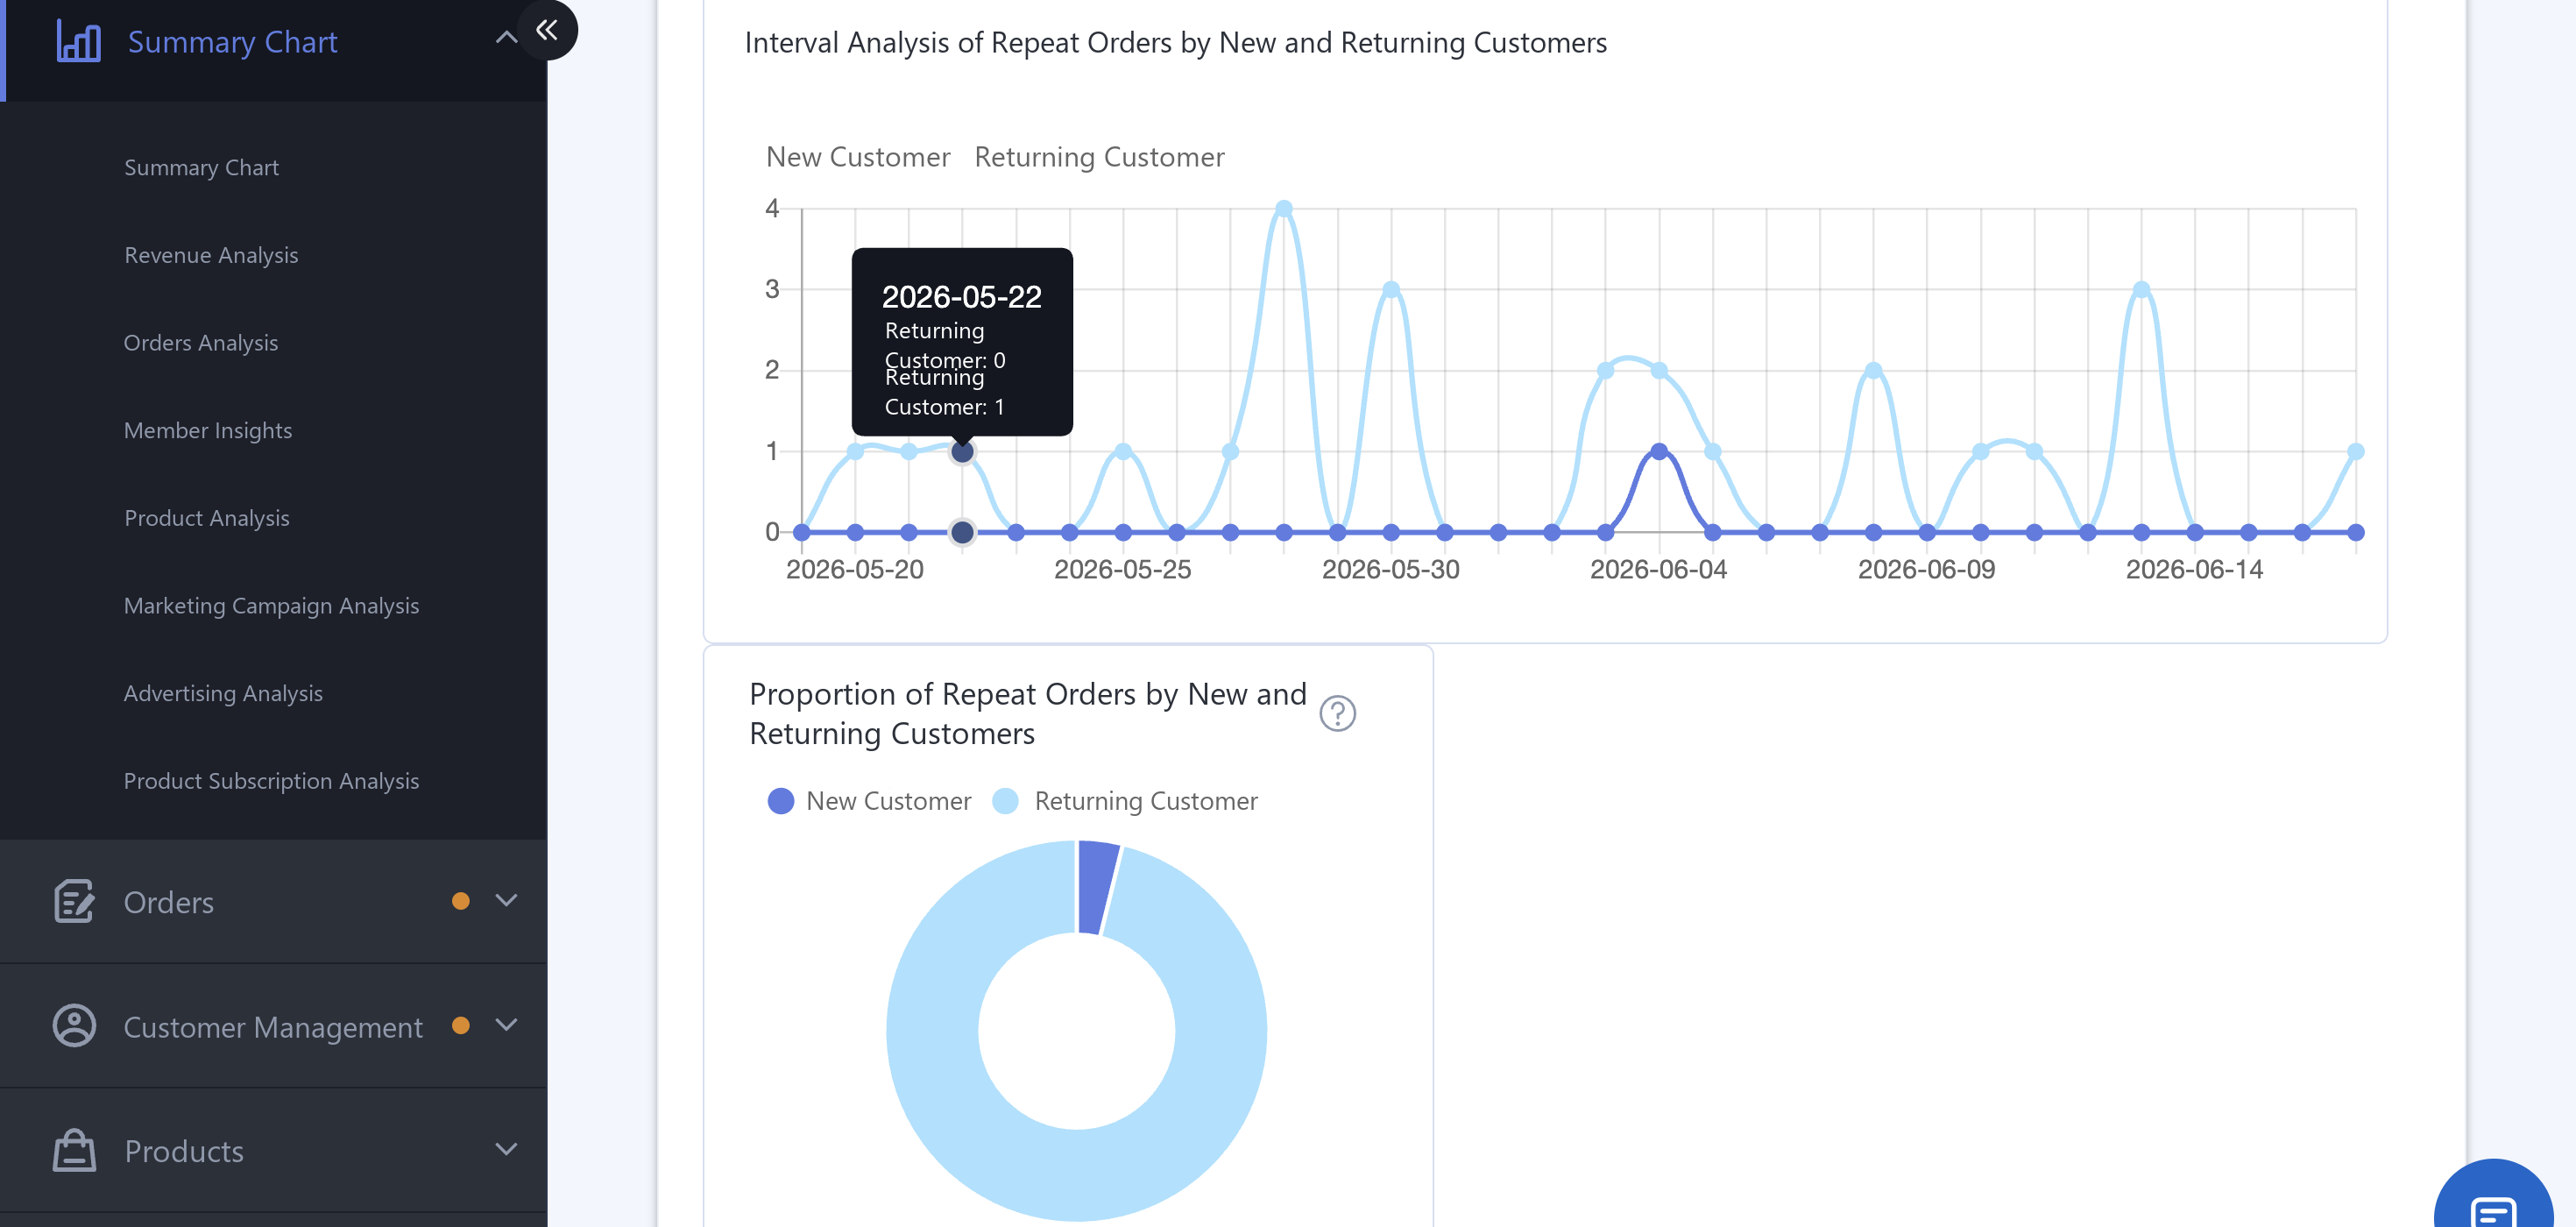 Summary Chart
Summary Chart
Revenue Analysis
Orders Analysis
Member Insights
Product Analysis
Marketing Campaign Analysis
Advertising Analysis
Product Subscription Analysis
Orders
Customer Management
Products
Interval Analysis of Repeat Orders by New and Returning Customers
New Customer Returning Customer
4
3
2
1
0
2026-05-22
Returning
Customer: 0
Returning
Customer: 1
2026-05-20 2026-05-25 2026-05-30 2026-06-04 2026-06-09 2026-06-14
Proportion of Repeat Orders by New and
Returning Customers
?
New Customer Returning Customer